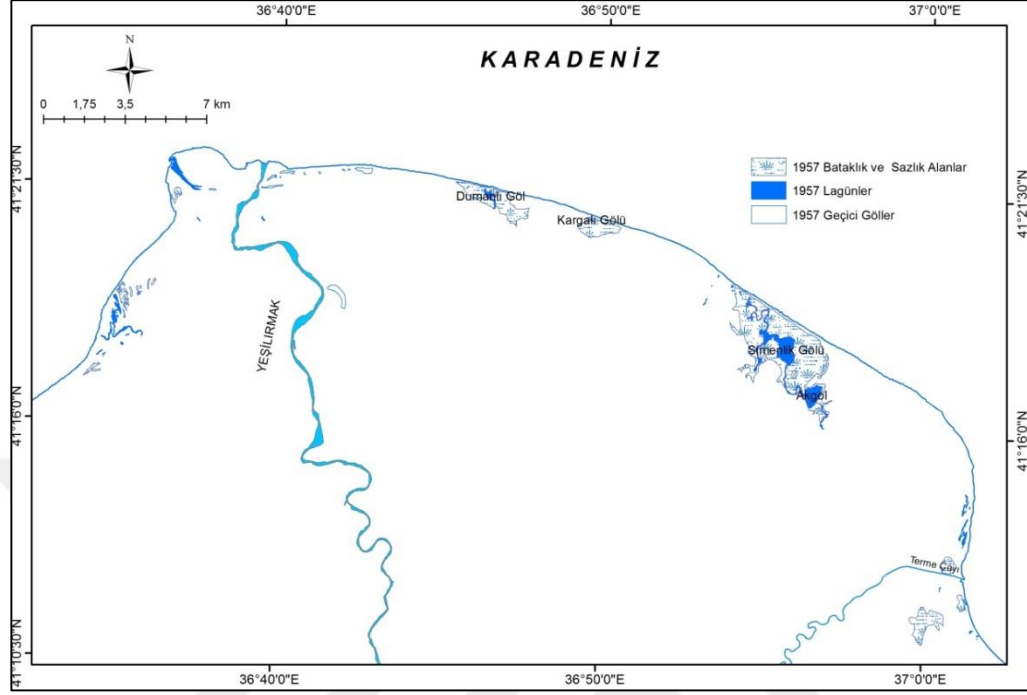 36°40'0"E 36°50'0"E 37°0'0"E
N
KARADENİZ
0 1,75 3,5 7 km
41°21'30"N
41°21'30"N
1957 Bataklık ve Sazlık Alanlar
1957 Lagünler
1957 Geçici Göller
Dumanlı Göl
Kargalı Gölü
YEŞİLIRMAK
Simenlik Gölü
Akgöl
41°16'0"N
41°16'0"N
Terme Çayı
41°10'30"N
36°40'0"E 36°50'0"E 37°0'0"E